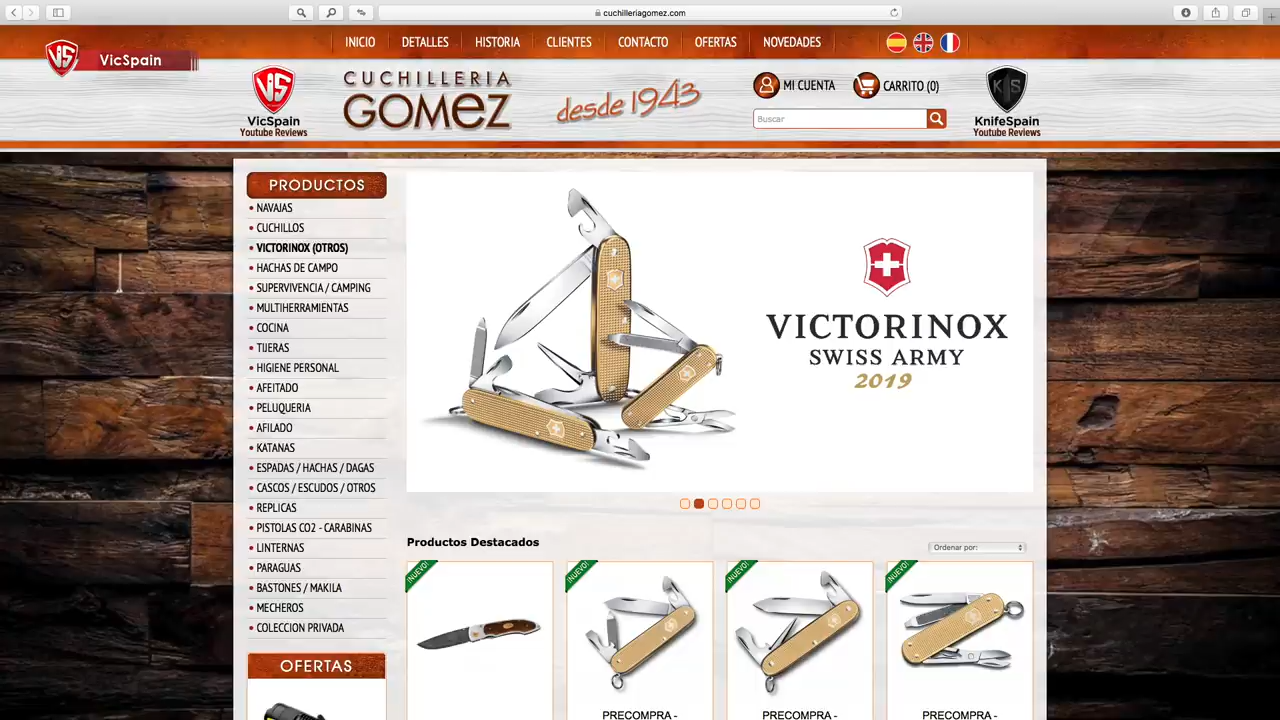 cuchilleriagomez.com
INICIO
DETALLES
HISTORIA
CLIENTES
CONTACTO
OFERTAS
NOVEDADES
VS
VicSpain
VS
VicSpain
Youtube Reviews
CUCHILLERIA
GOMEZ
desde 1943
MI CUENTA
CARRITO (0)
Buscar
KS
KnifeSpain
Youtube Reviews
PRODUCTOS
NAVAJAS
CUCHILLOS
VICTORINOX (OTROS)
HACHAS DE CAMPO
SUPERVIVENCIA / CAMPING
MULTIHERRAMIENTAS
COCINA
TIJERAS
HIGIENE PERSONAL
AFEITADO
PELUQUERIA
AFILADO
KATANAS
ESPADAS / HACHAS / DAGAS
CASCOS / ESCUDOS / OTROS
REPLICAS
PISTOLAS CO2 - CARABINAS
LINTERNAS
PARAGUAS
BASTONES / MAKILA
MECHEROS
COLECCION PRIVADA
OFERTAS
VICTORINOX
SWISS ARMY
2019
Productos Destacados
Ordenar por:
¡NUEVO!
¡NUEVO!
¡NUEVO!
¡NUEVO!
PRECOMPRA -
PRECOMPRA -
PRECOMPRA -